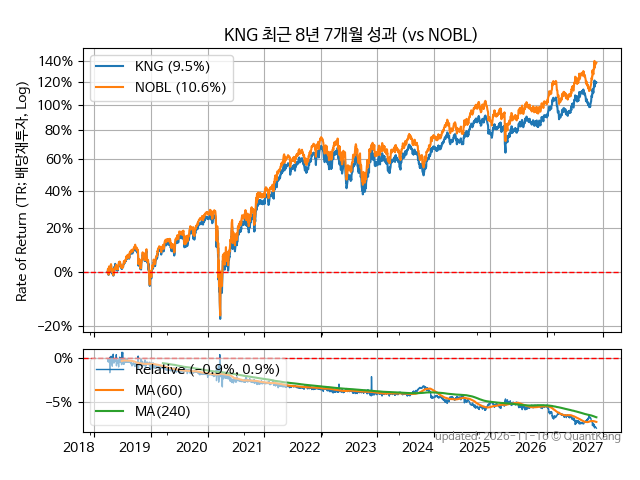 KNG 최근 8년 7개월 성과 (vs NOBL)
Rate of Return (TR: 배당재투자, Log)
140%
120%
100%
80%
60%
40%
20%
0%
−20%
KNG (9.5%)
NOBL (10.6%)
0%
−5%
Relative (−0.9%, 0.9%)
MA(60)
MA(240)
updated: 2026-11-16 © QuantKang
2018 2019 2020 2021 2022 2023 2024 2025 2026 2027